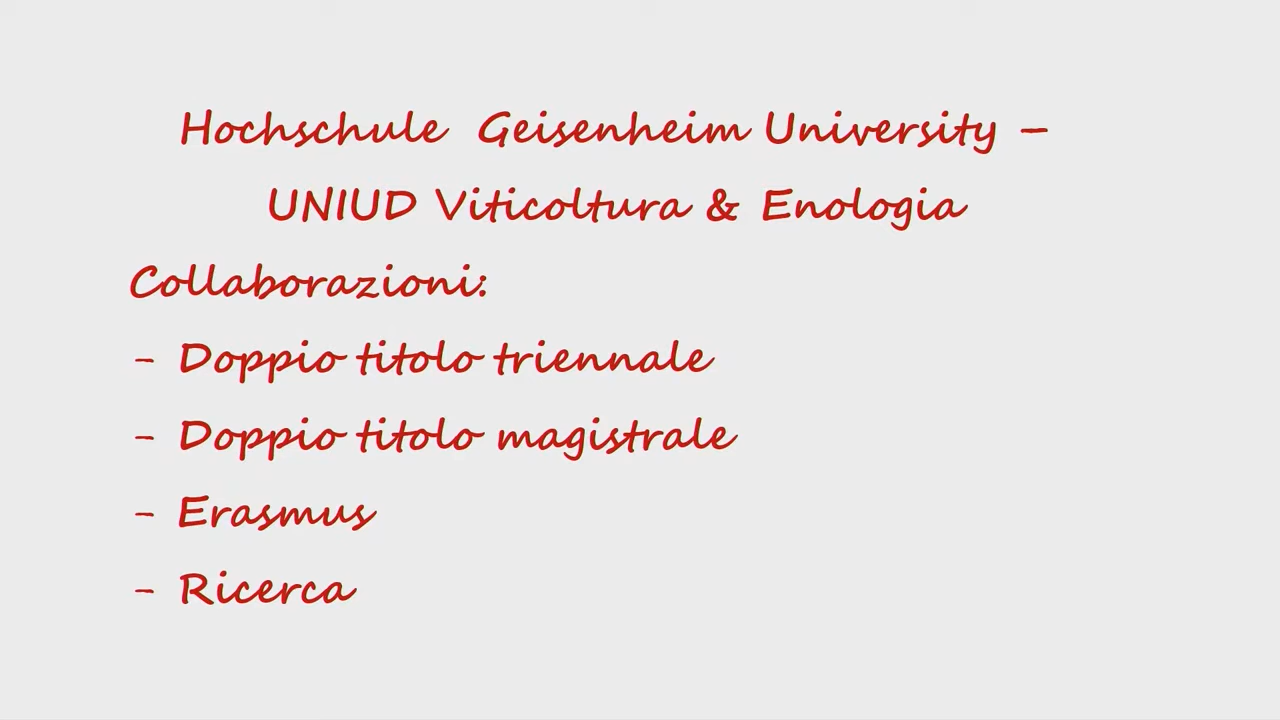 Hochschule Geisenheim University –
UNIUD Viticoltura & Enologia
Collaborazioni:
- Doppio titolo triennale
- Doppio titolo magistrale
- Erasmus
- Ricerca